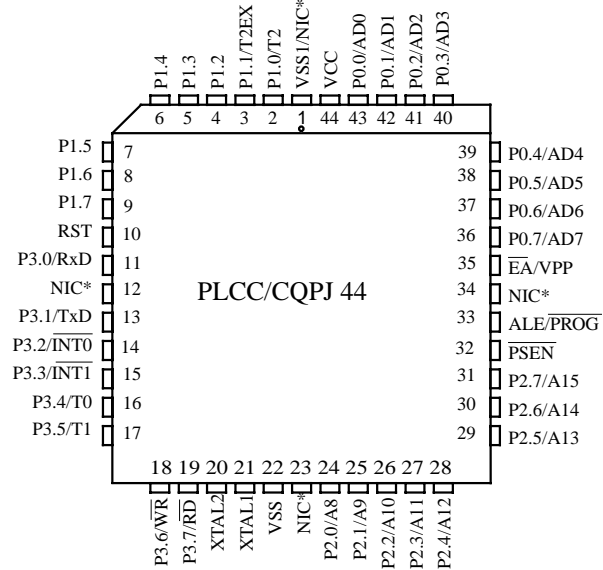 P1.4
P1.3
P1.2
P1.1/T2EX
P1.0/T2
VSS1/NIC*
VCC
P0.0/AD0
P0.1/AD1
P0.2/AD2
P0.3/AD3
6 5 4 3 2 1 44 43 42 41 40
P1.5 7
P1.6 8
P1.7 9
RST 10
P3.0/RxD 11
NIC* 12
P3.1/TxD 13
P3.2/INT0 14
P3.3/INT1 15
P3.4/T0 16
P3.5/T1 17
PLCC/CQPJ 44
39 P0.4/AD4
38 P0.5/AD5
37 P0.6/AD6
36 P0.7/AD7
35 EA/VPP
34 NIC*
33 ALE/PROG
32 PSEN
31 P2.7/A15
30 P2.6/A14
29 P2.5/A13
18 19 20 21 22 23 24 25 26 27 28
P3.6/WR
P3.7/RD
XTAL2
XTAL1
VSS
NIC*
P2.0/A8
P2.1/A9
P2.2/A10
P2.3/A11
P2.4/A12